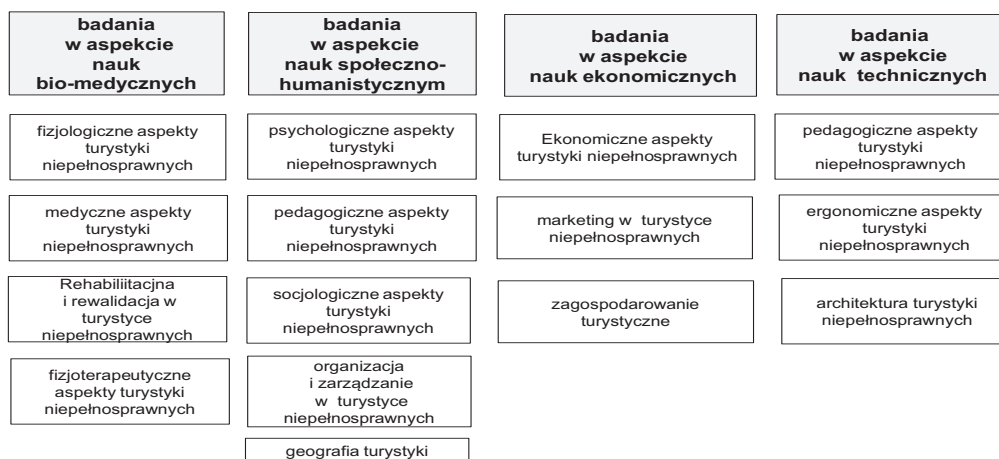 badania
w aspekcie
nauk
bio-medycznych
fizjologiczne aspekty
turystyki
niepełnosprawnych
medyczne aspekty
turystyki
niepełnosprawnych
Rehabiliitacjna
i rewalidacja w
turystyce
niepełnosprawnych
fizjoterapeutyczne
aspekty turystyki
niepełnosprawnych
badania
w aspekcie
nauk społeczno-
humanistycznym
psychologiczne aspekty
turystyki
niepełnosprawnych
pedagogiczne aspekty
turystyki
niepełnosprawnych
socjologiczne aspekty
turystyki
niepełnosprawnych
organizacja
i zarządzanie
w turystyce
niepełnosprawnych
geografia turystyki
badania
w aspekcie
nauk ekonomicznych
Ekonomiczne aspekty
turystyki niepełnosprawnych
marketing w turystyce
niepełnosprawnych
zagospodarowanie
turystyczne
badania
w aspekcie
nauk technicznych
pedagogiczne aspekty
turystyki
niepełnosprawnych
ergonomiczne aspekty
turystyki
niepełnosprawnych
architektura turystyki
niepełnosprawnych